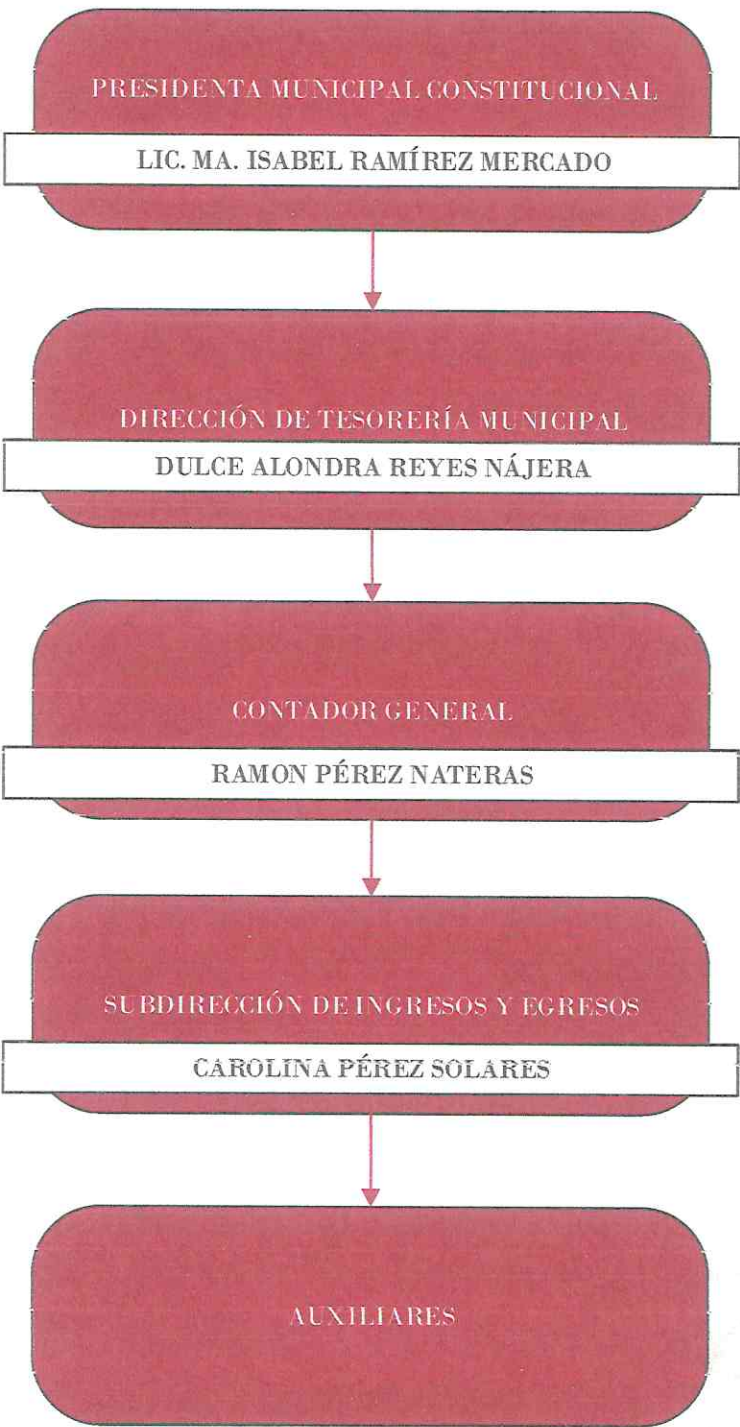 PRESIDENTA MUNICIPAL CONSTITUCIONAL
LIC. MA. ISABEL RAMÍREZ MERCADO
DIRECCIÓN DE TESORERÍA MUNICIPAL
DULCE ALONDRA REYES NÁJERA
CONTADOR GENERAL
RAMON PÉREZ NATERAS
SUBDIRECCIÓN DE INGRESOS Y EGRESOS
CAROLINA PÉREZ SOLARES
AUXILIARES